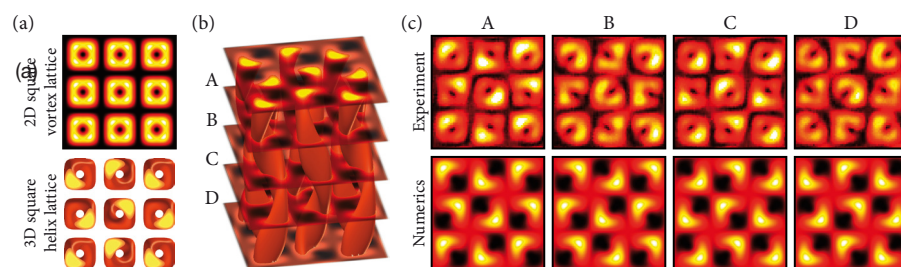 (a)
(a)
2D square
vortex lattice
3D square
helix lattice
(b)
A
B
C
D
(c)
A B C D
Experiment
Numerics